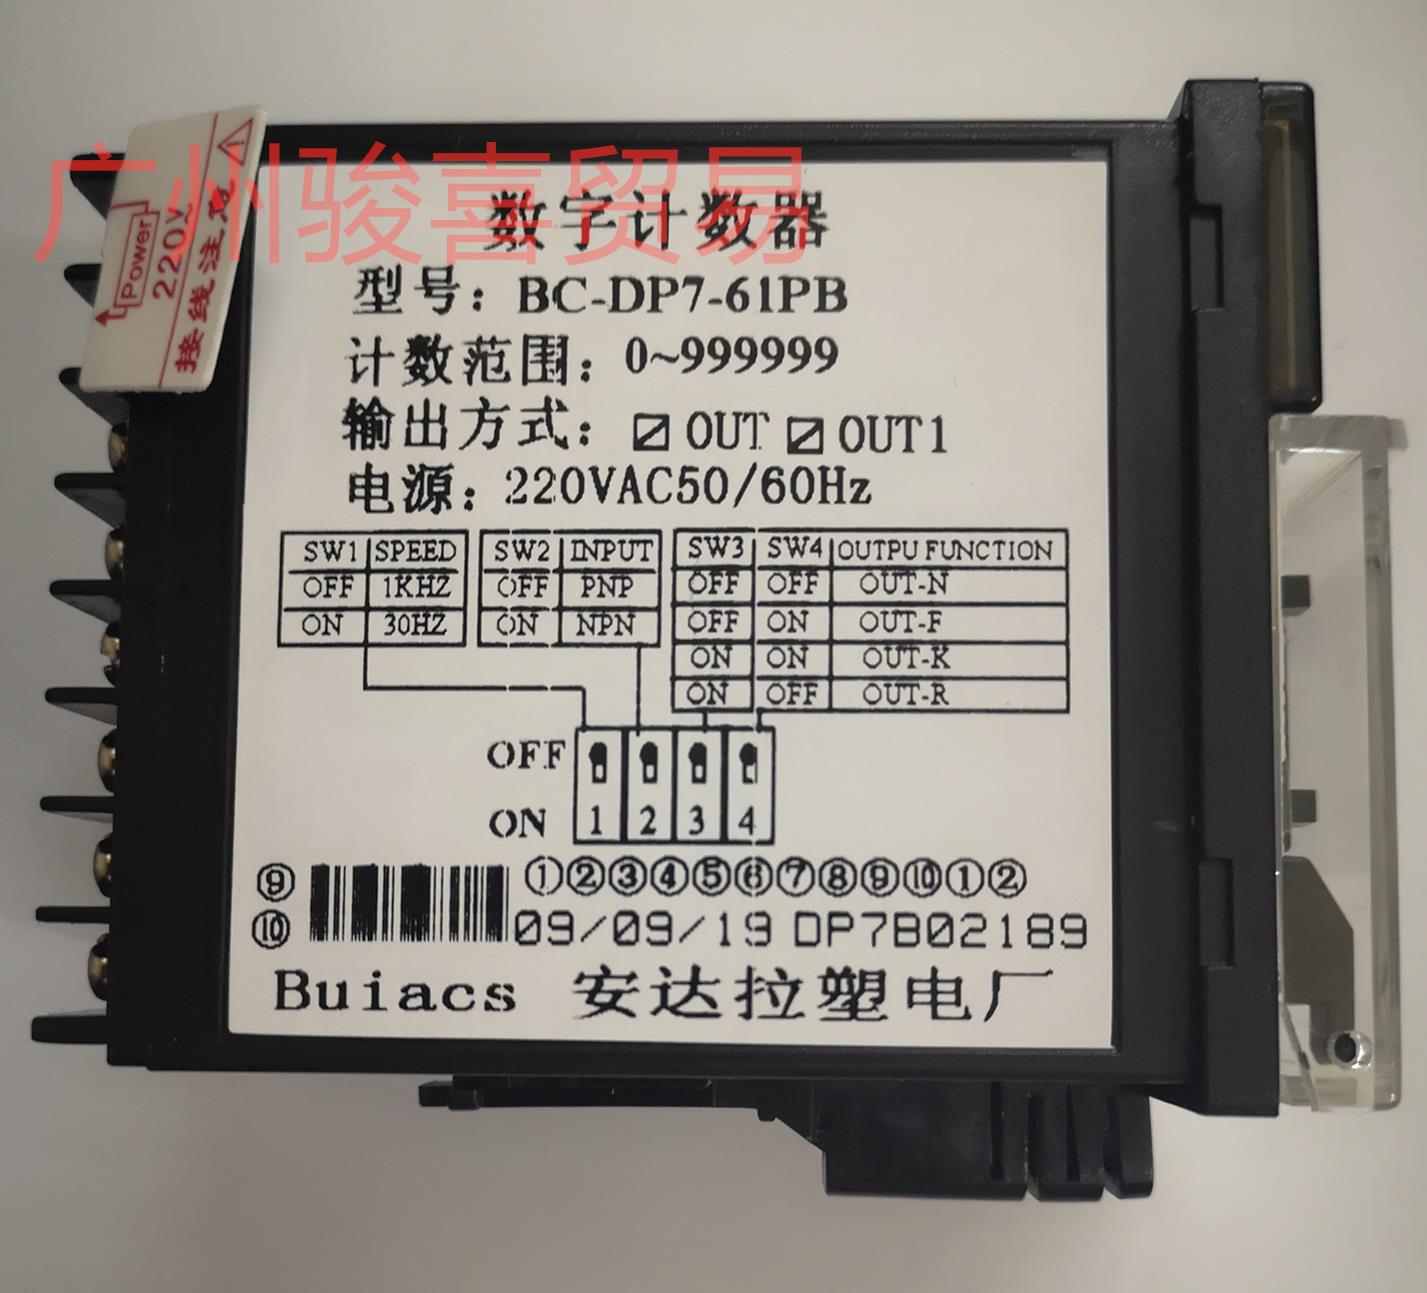 广州骏喜贸易
Power
220V~
接线注意
数字计数器
型号：BC-DP7-61PB
计数范围：0~999999
输出方式：☑ OUT ☑ OUT1
电源：220VAC50/60Hz
SW1 SPEED
OFF 1KHZ
ON 30HZ
SW2 INPUT
OFF PNP
ON NPN
SW3 SW4 OUTPU FUNCTION
OFF OFF OUT-N
OFF ON OUT-F
ON ON OUT-K
ON OFF OUT-R
OFF
ON 1 2 3 4
⑨ ①②③④⑤⑥⑦⑧⑨⑩①②
⑩ 09/09/19 DP7B02189
Buiacs 安达拉塑电厂